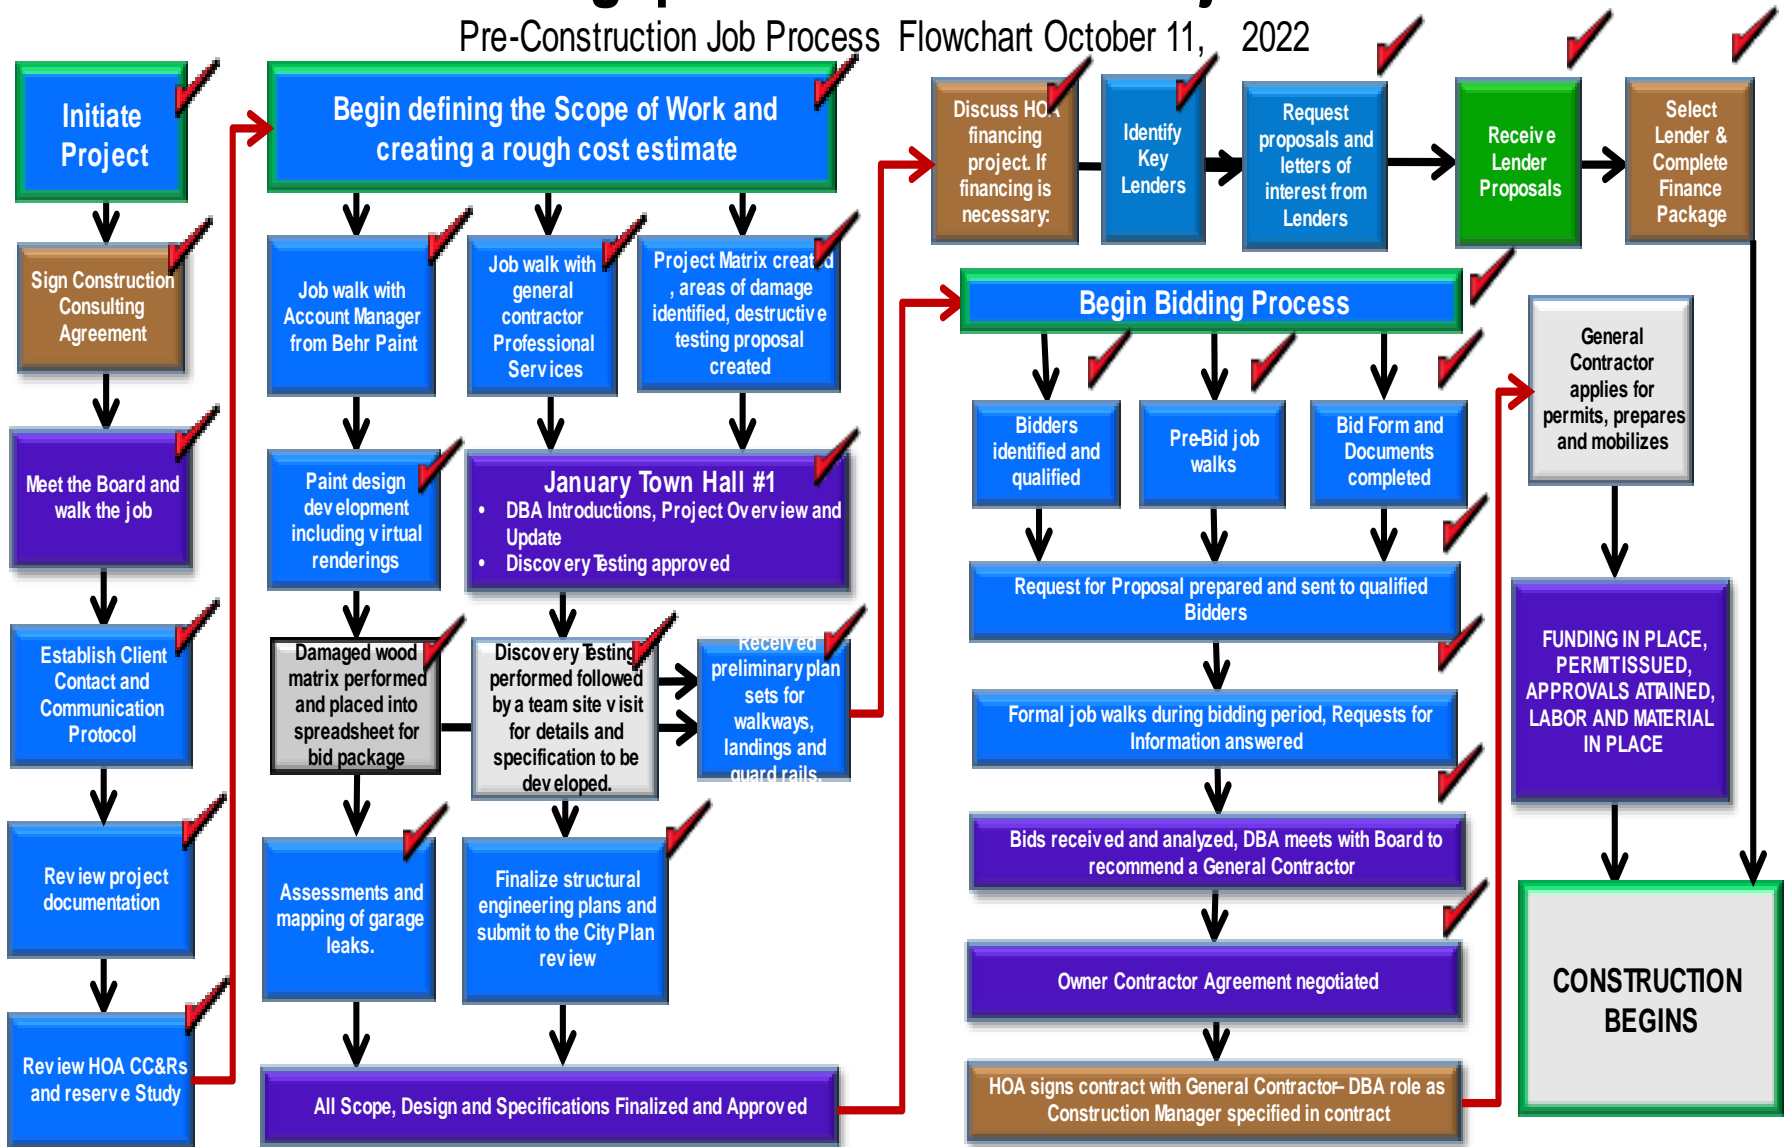 Pre-Construction Job Process Flowchart October 11, 2022
Initiate
Project
Sign Construction
Consulting
Agreement
Meet the Board and
walk the job
Establish Client
Contact and
Communication
Protocol
Review project
documentation
Review HOA CC&Rs
and reserve Study
Begin defining the Scope of Work and
creating a rough cost estimate
Job walk with
Account Manager
from Behr Paint
Job walk with
general
contractor
Professional
Services
Project Matrix created
, areas of damage
identified, destructive
testing proposal
created
Paint design
development
including virtual
renderings
January Town Hall #1
• DBA Introductions, Project Overview and
Update
• Discovery Testing approved
Damaged wood
matrix performed
and placed into
spreadsheet for
bid package
Discovery Testing
performed followed
by a team site visit
for details and
specification to be
developed.
Received
preliminary plan
sets for
walkways,
landings and
guard rails.
Assessments and
mapping of garage
leaks.
Finalize structural
engineering plans and
submit to the City Plan
review
All Scope, Design and Specifications Finalized and Approved
Discuss HOA
financing
project. If
financing is
necessary:
Identify
Key
Lenders
Request
proposals and
letters of
interest from
Lenders
Receive
Lender
Proposals
Select
Lender &
Complete
Finance
Package
Begin Bidding Process
Bidders
identified and
qualified
Pre-Bid job
walks
Bid Form and
Documents
completed
Request for Proposal prepared and sent to qualified
Bidders
Formal job walks during bidding period, Requests for
Information answered
Bids received and analyzed, DBA meets with Board to
recommend a General Contractor
Owner Contractor Agreement negotiated
HOA signs contract with General Contractor– DBA role as
Construction Manager specified in contract
General
Contractor
applies for
permits, prepares
and mobilizes
FUNDING IN PLACE,
PERMIT ISSUED,
APPROVALS ATTAINED,
LABOR AND MATERIAL
IN PLACE
CONSTRUCTION
BEGINS